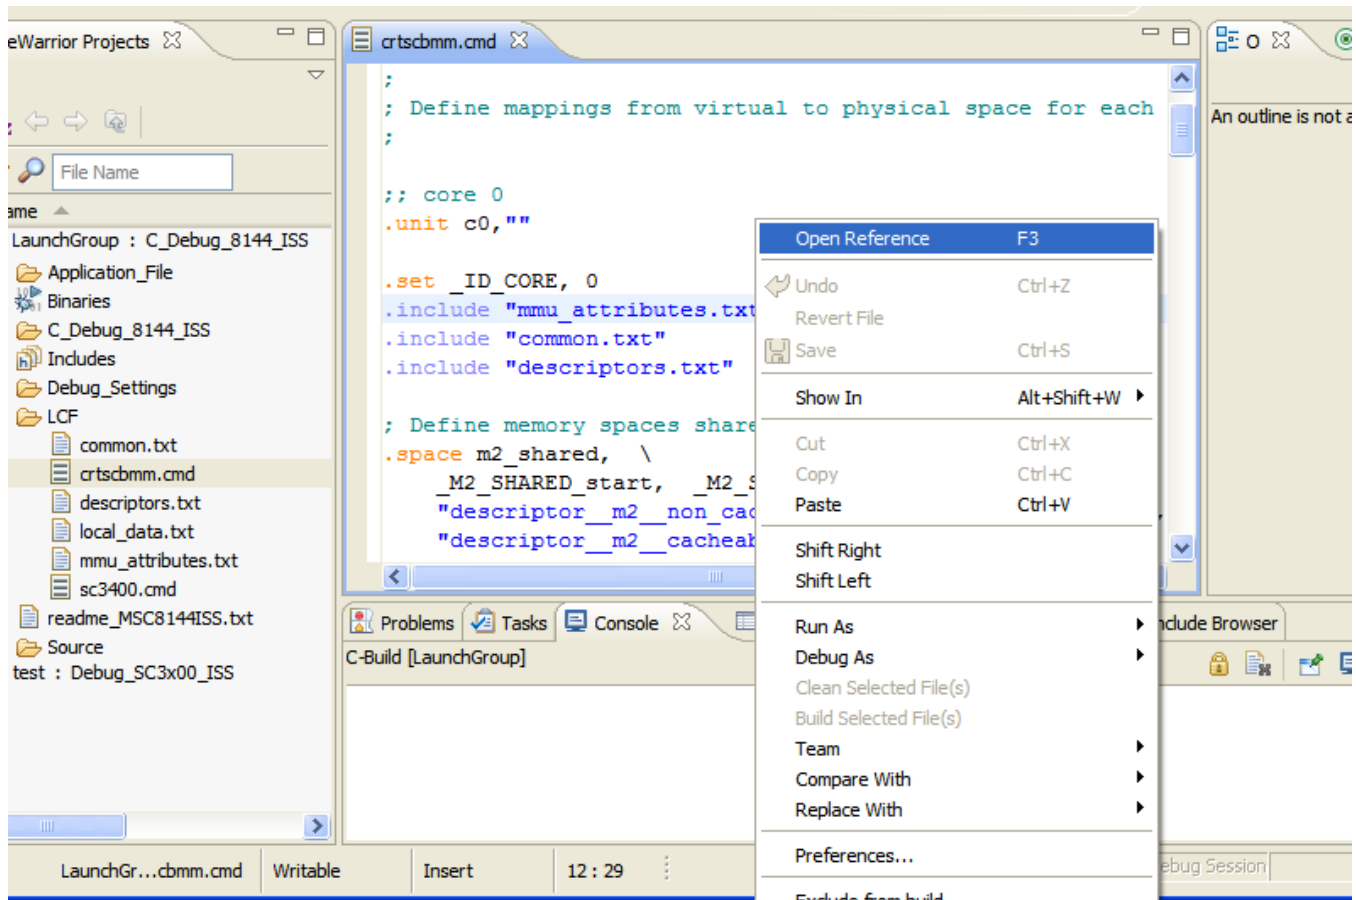 eWarrior Projects
File Name
ame
LaunchGroup : C_Debug_8144_ISS
Application_File
Binaries
C_Debug_8144_ISS
Includes
Debug_Settings
LCF
common.txt
crtscbmm.cmd
descriptors.txt
local_data.txt
mmu_attributes.txt
sc3400.cmd
readme_MSC8144ISS.txt
Source
test : Debug_SC3x00_ISS
crtscbmm.cmd
;
; Define mappings from virtual to physical space for each
;
;; core 0
.unit c0,""
.set _ID_CORE, 0
.include "mmu_attributes.txt
.include "common.txt"
.include "descriptors.txt"
; Define memory spaces share
.space m2_shared, \
_M2_SHARED_start, _M2_S
"descriptor__m2__non_cac
"descriptor__m2__cacheab
O
An outline is not a
Open Reference F3
Undo Ctrl+Z
Revert File
Save Ctrl+S
Show In Alt+Shift+W
Cut Ctrl+X
Copy Ctrl+C
Paste Ctrl+V
Shift Right
Shift Left
Run As
Debug As
Clean Selected File(s)
Build Selected File(s)
Team
Compare With
Replace With
Preferences...
Exclude from build
Problems Tasks Console
nclude Browser
C-Build [LaunchGroup]
LaunchGr...cbmm.cmd Writable Insert 12 : 29
ebug Session